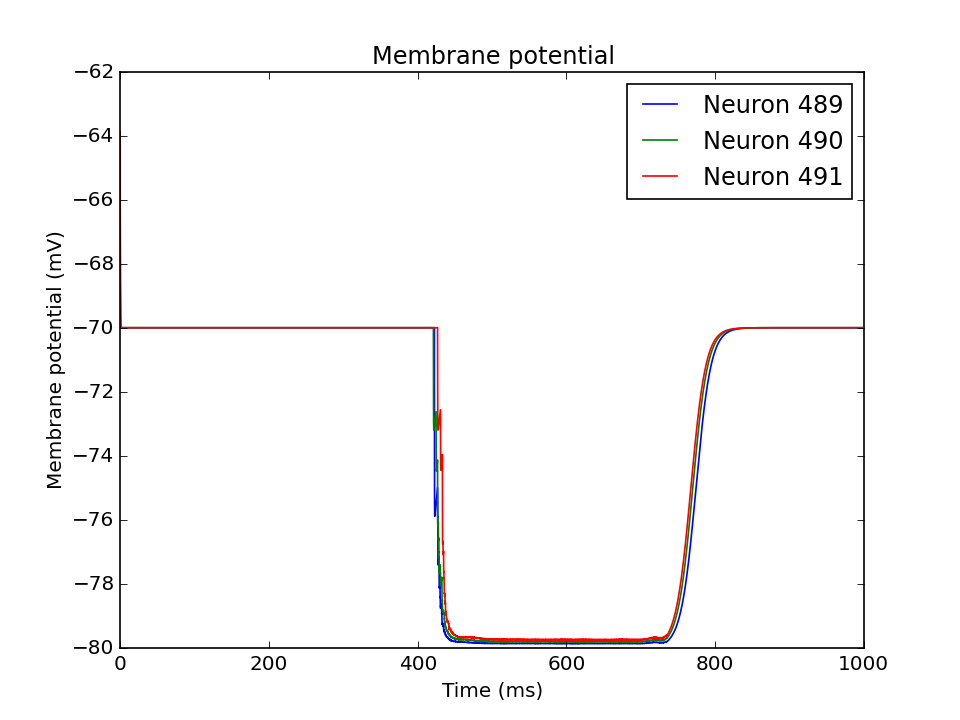 Membrane potential
−62
−64
−66
−68
−70
−72
−74
−76
−78
−80
Membrane potential (mV)
Neuron 489
Neuron 490
Neuron 491
0 200 400 600 800 1000
Time (ms)